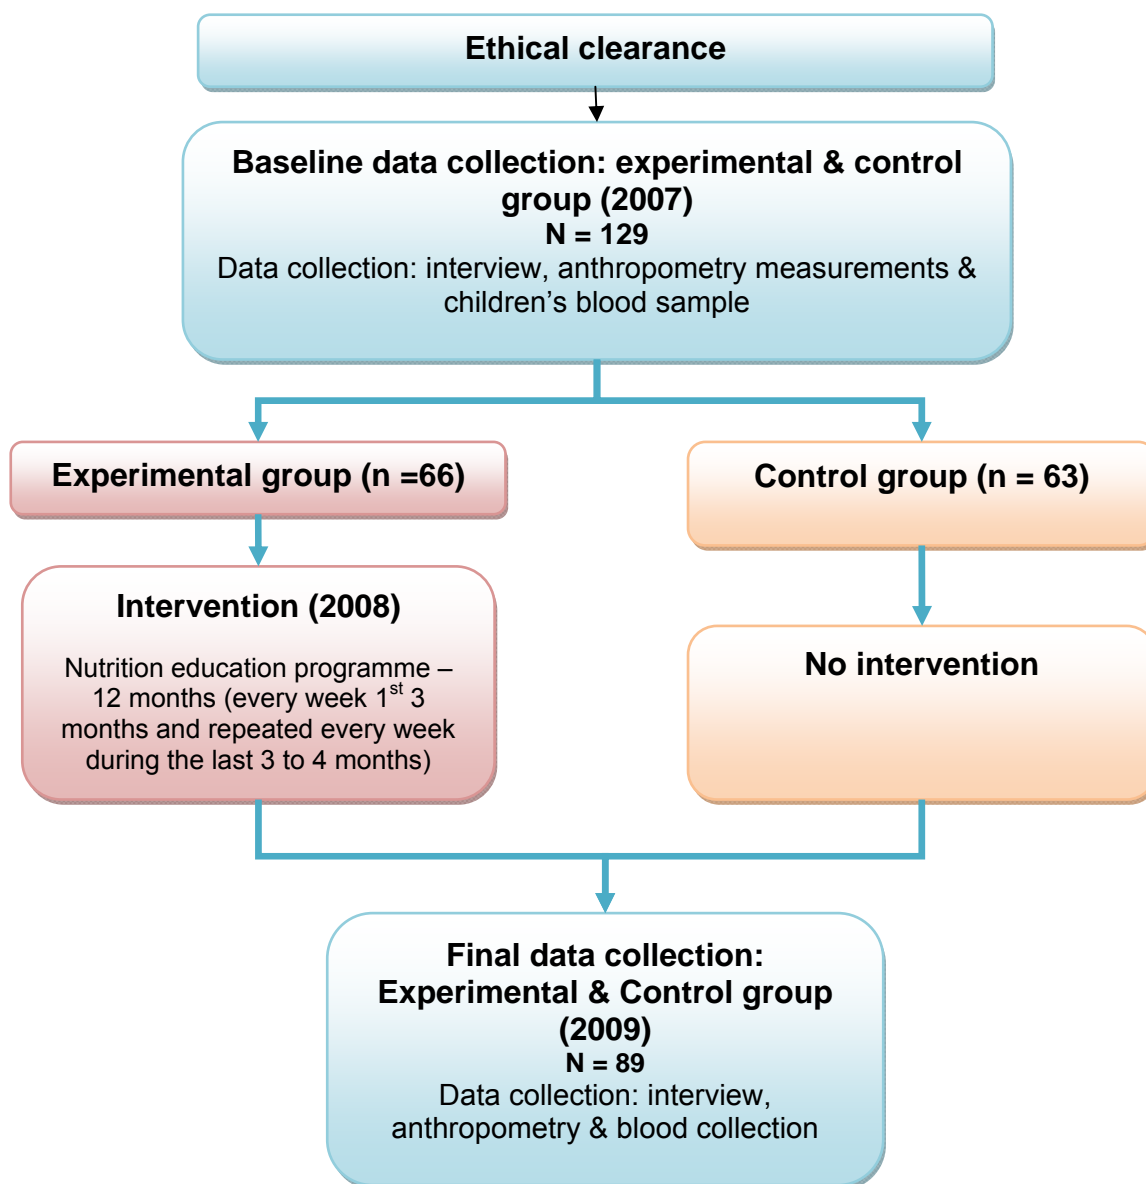 Ethical clearance
Baseline data collection: experimental & control
group (2007)
N = 129
Data collection: interview, anthropometry measurements &
children’s blood sample
Experimental group (n =66)
Control group (n = 63)
Intervention (2008)
Nutrition education programme –
12 months (every week 1st 3
months and repeated every week
during the last 3 to 4 months)
No intervention
Final data collection:
Experimental & Control group
(2009)
N = 89
Data collection: interview,
anthropometry & blood collection